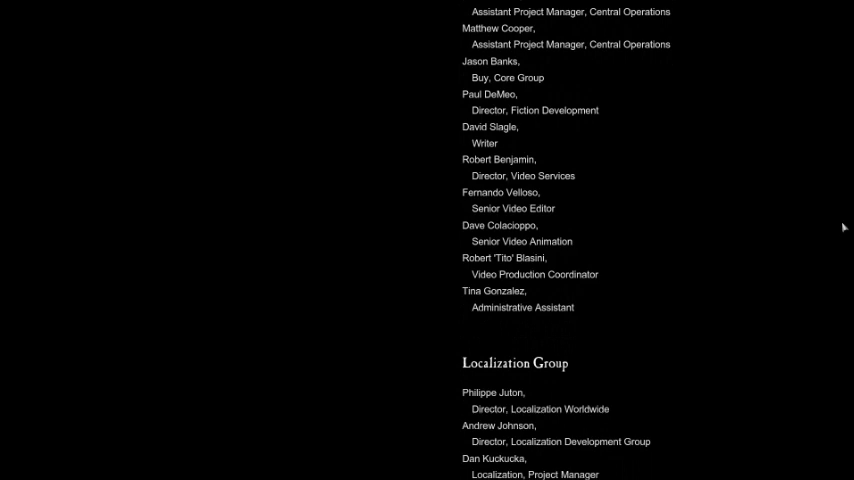 Assistant Project Manager, Central Operations
Matthew Cooper,
Assistant Project Manager, Central Operations
Jason Banks,
Buy, Core Group
Paul DeMeo,
Director, Fiction Development
David Slagle,
Writer
Robert Benjamin,
Director, Video Services
Fernando Velloso,
Senior Video Editor
Dave Colacioppo,
Senior Video Animation
Robert 'Tito' Blasini,
Video Production Coordinator
Tina Gonzalez,
Administrative Assistant
Localization Group
Philippe Juton,
Director, Localization Worldwide
Andrew Johnson,
Director, Localization Development Group
Dan Kuckucka,
Localization, Project Manager